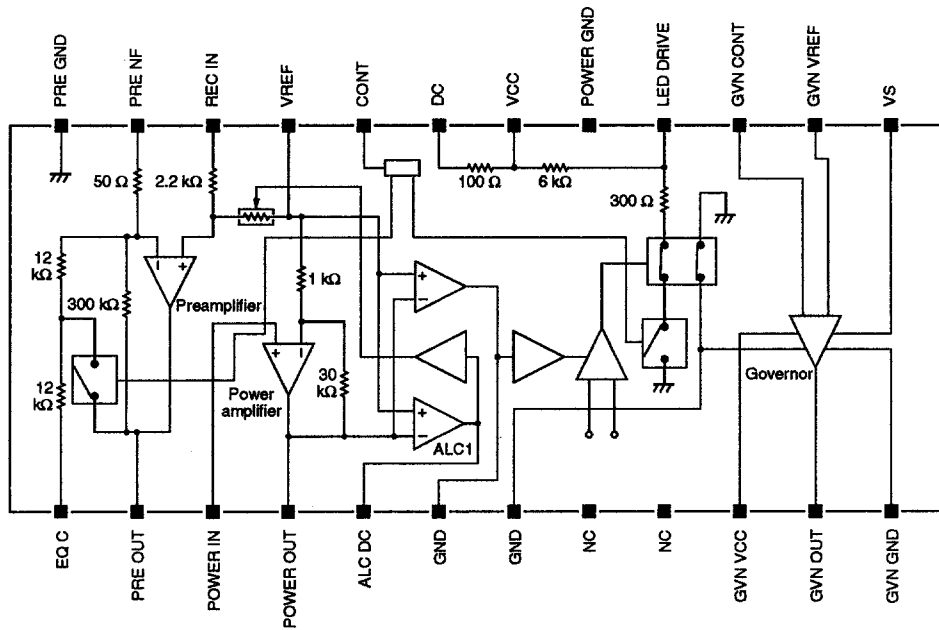 PRE GND
PRE NF
REC IN
VREF
CONT
DC
VCC
POWER GND
LED DRIVE
GVN CONT
GVN VREF
VS
50 Ω
2.2 kΩ
100 Ω
6 kΩ
300 Ω
12
kΩ
300 kΩ
Preamplifier
1 kΩ
+
−
12
kΩ
Power
amplifier
30
kΩ
ALC1
Governor
EQ C
PRE OUT
POWER IN
POWER OUT
ALC DC
GND
GND
NC
NC
GVN VCC
GVN OUT
GVN GND